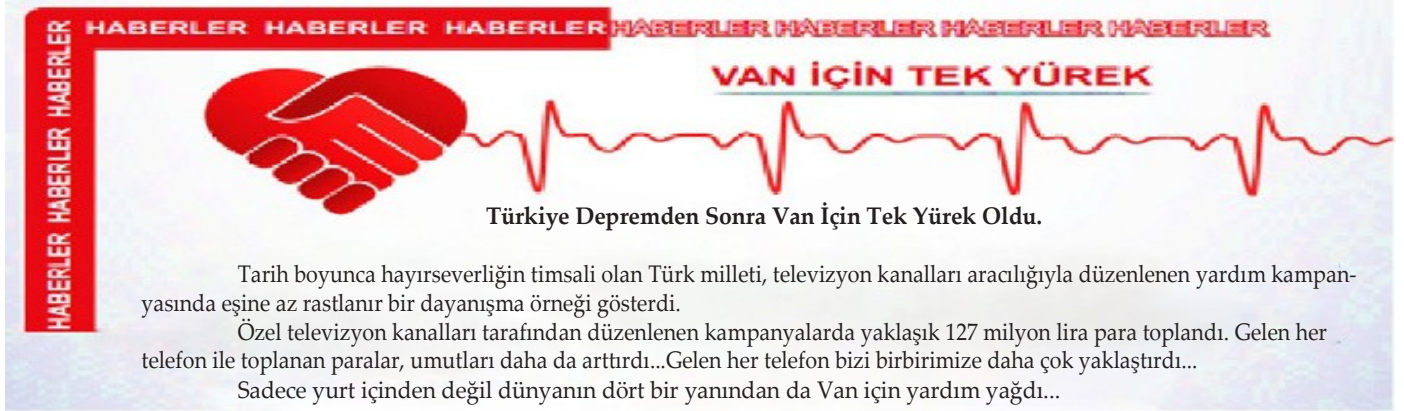 HABERLER HABERLER HABERLER HABERLER HABERLER HABERLER HABERLER
HABERLER HABERLER HABERLER
VAN İÇİN TEK YÜREK
Türkiye Depremden Sonra Van İçin Tek Yürek Oldu.
Tarih boyunca hayırseverliğin timsali olan Türk milleti, televizyon kanalları aracılığıyla düzenlenen yardım kampan-
yasında eşine az rastlanır bir dayanışma örneği gösterdi.
Özel televizyon kanalları tarafından düzenlenen kampanyalarda yaklaşık 127 milyon lira para toplandı. Gelen her
telefon ile toplanan paralar, umutları daha da arttırdı...Gelen her telefon bizi birbirimize daha çok yaklaştırdı...
Sadece yurt içinden değil dünyanın dört bir yanından da Van için yardım yağdı...